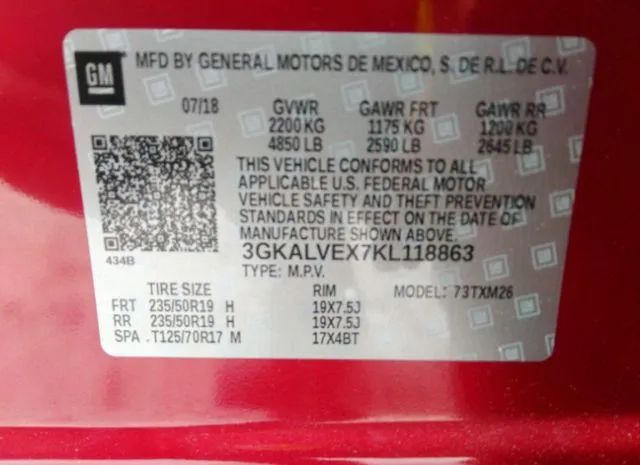 GM
MFD BY GENERAL MOTORS DE MEXICO, S. DE R.L. DE C.V.
07/18 GVWR GAWR FRT GAWR RR
2200 KG 1175 KG 1200 KG
4850 LB 2590 LB 2645 LB
THIS VEHICLE CONFORMS TO ALL
APPLICABLE U.S. FEDERAL MOTOR
VEHICLE SAFETY AND THEFT PREVENTION
STANDARDS IN EFFECT ON THE DATE OF
MANUFACTURE SHOWN ABOVE.
434B 3GKALVEX7KL118863
TYPE: M.P.V.
TIRE SIZE RIM MODEL: 73TXM26
FRT 235/50R19 H 19X7.5J
RR 235/50R19 H 19X7.5J
SPA .T125/70R17 M 17X4BT